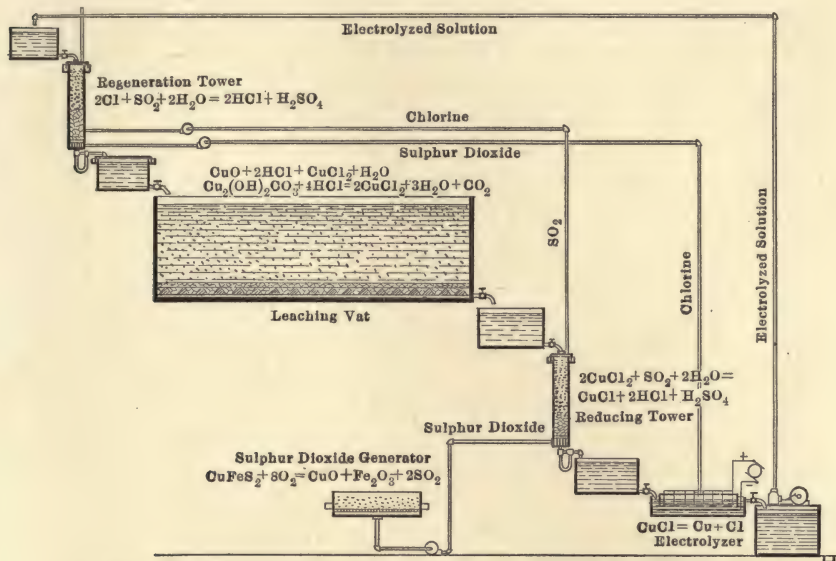 Electrolyzed Solution
Regeneration Tower
2Cl+SO₂+2H₂O=2HCl+H₂SO₄
Chlorine
Sulphur Dioxide
CuO+2HCl+CuCl₂+H₂O
Cu₂(OH)₂CO₃+4HCl=2CuCl₂+3H₂O+CO₂
SO₂
Chlorine
Electrolyzed Solution
Leaching Vat
2CuCl₂+SO₂+2H₂O=
CuCl+2HCl+H₂SO₄
Reducing Tower
Sulphur Dioxide
Sulphur Dioxide Generator
CuFeS₂+8O₂=CuO+Fe₂O₃+2SO₂
+
−
CuCl=Cu+Cl
Electrolyzer